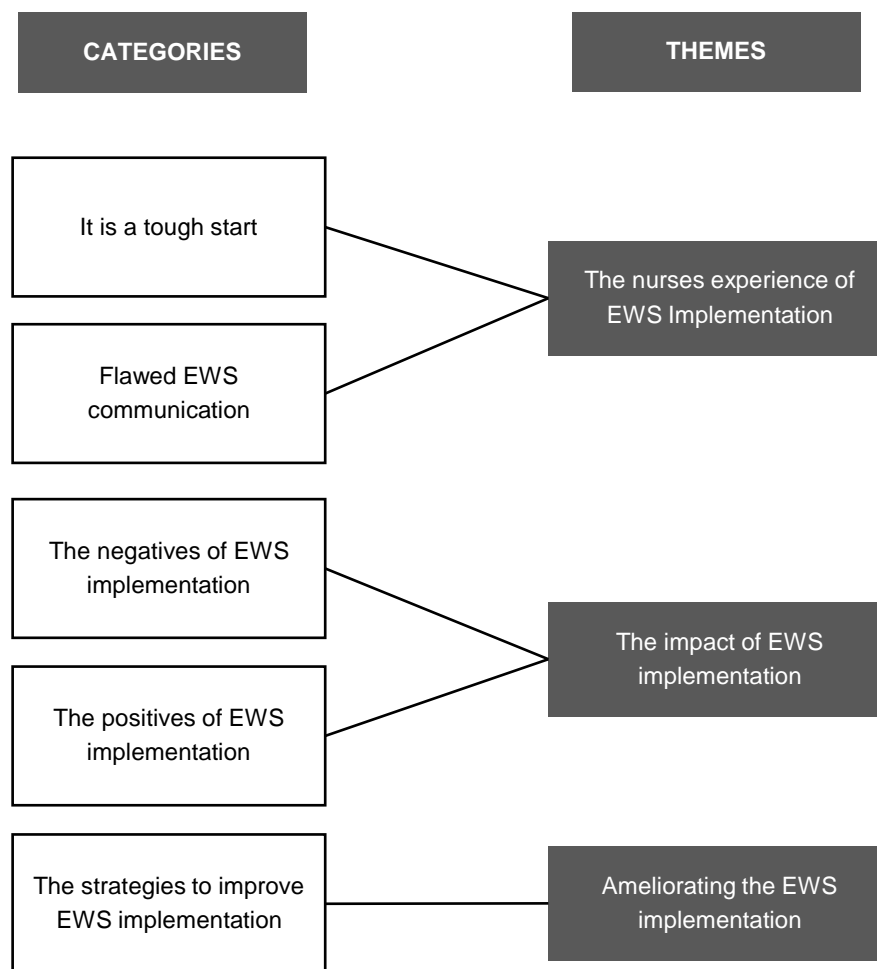 CATEGORIES
THEMES
It is a tough start
The nurses experience of
EWS Implementation
Flawed EWS
communication
The negatives of EWS
implementation
The impact of EWS
implementation
The positives of EWS
implementation
The strategies to improve
EWS implementation
Ameliorating the EWS
implementation